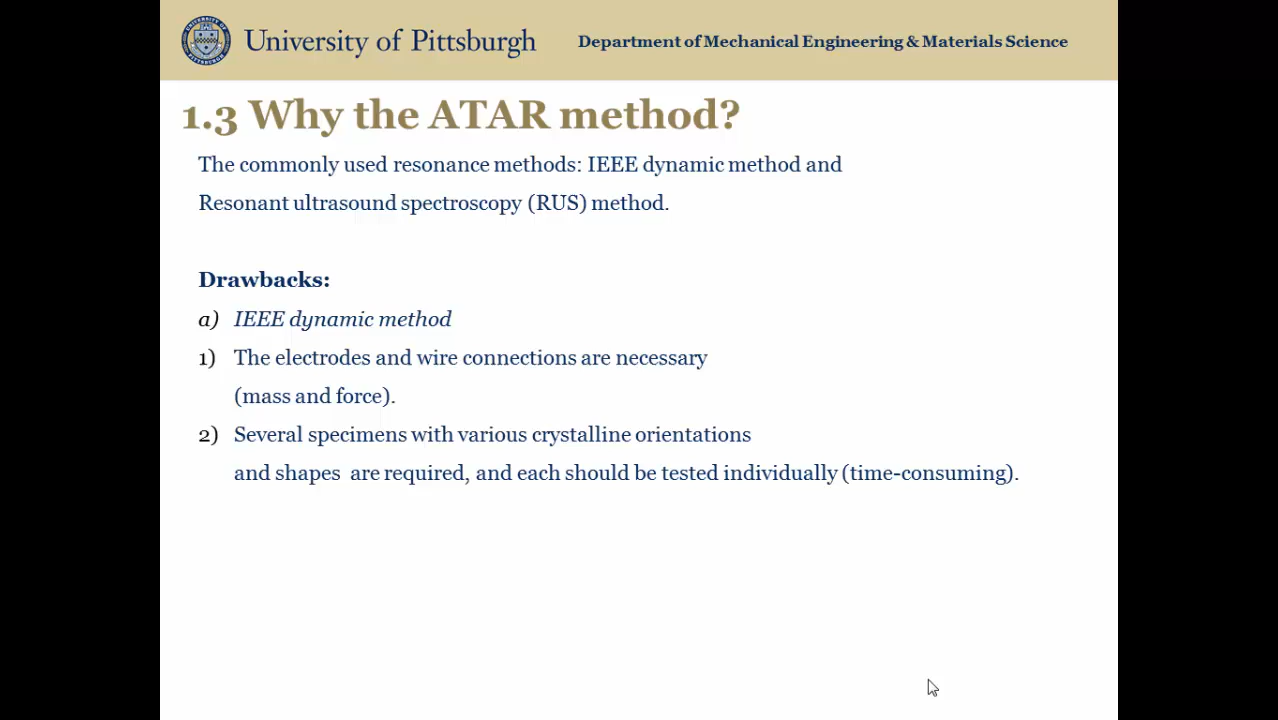 University of Pittsburgh
Department of Mechanical Engineering & Materials Science
1.3 Why the ATAR method?
The commonly used resonance methods: IEEE dynamic method and
Resonant ultrasound spectroscopy (RUS) method.
Drawbacks:
a) IEEE dynamic method
1) The electrodes and wire connections are necessary
(mass and force).
2) Several specimens with various crystalline orientations
and shapes are required, and each should be tested individually (time-consuming).